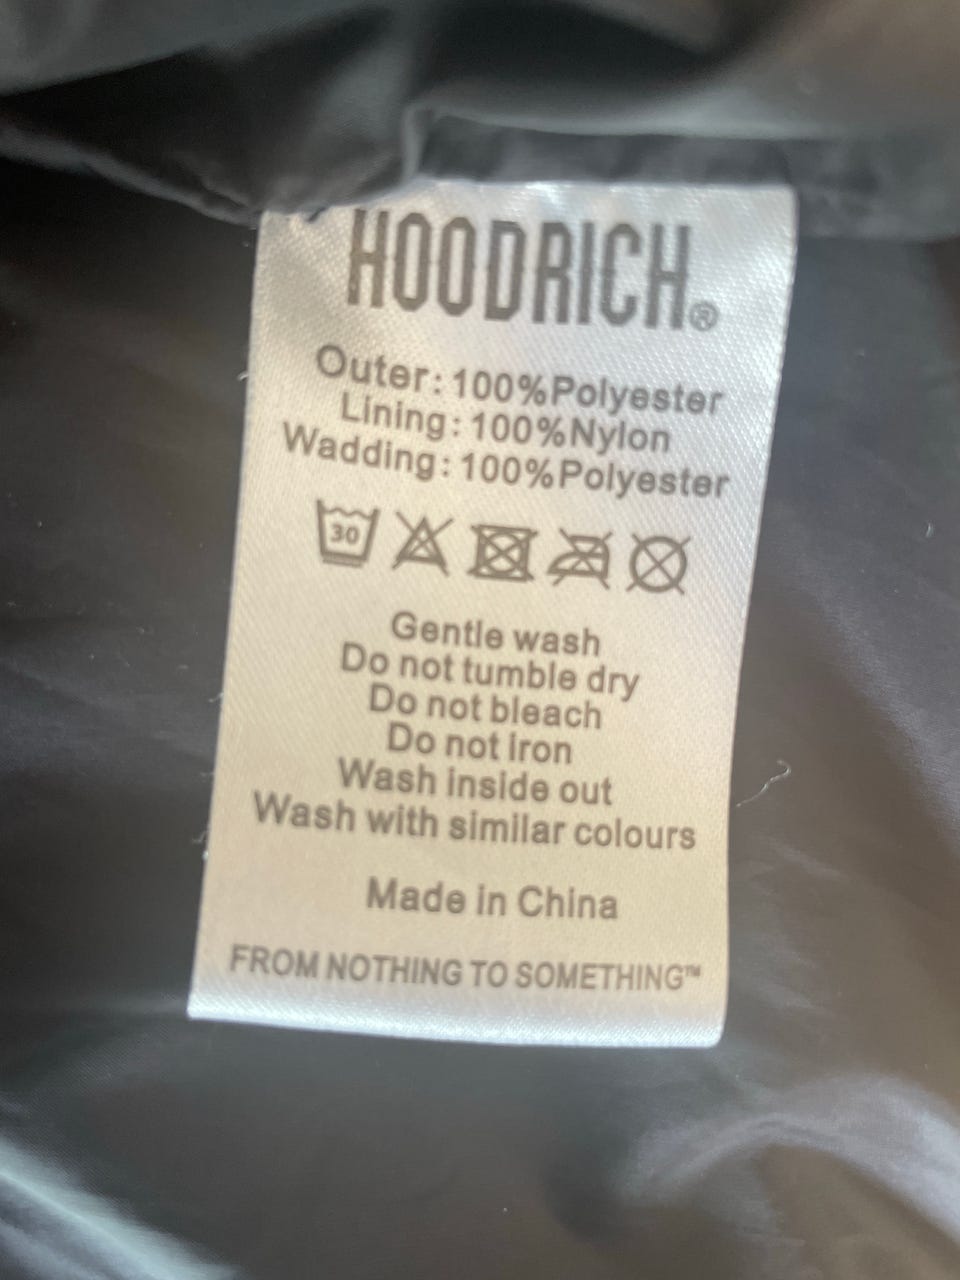 HOODRICH®
Outer: 100%Polyester
Lining: 100%Nylon
Wadding: 100%Polyester
30
Gentle wash
Do not tumble dry
Do not bleach
Do not iron
Wash inside out
Wash with similar colours
Made in China
FROM NOTHING TO SOMETHING™